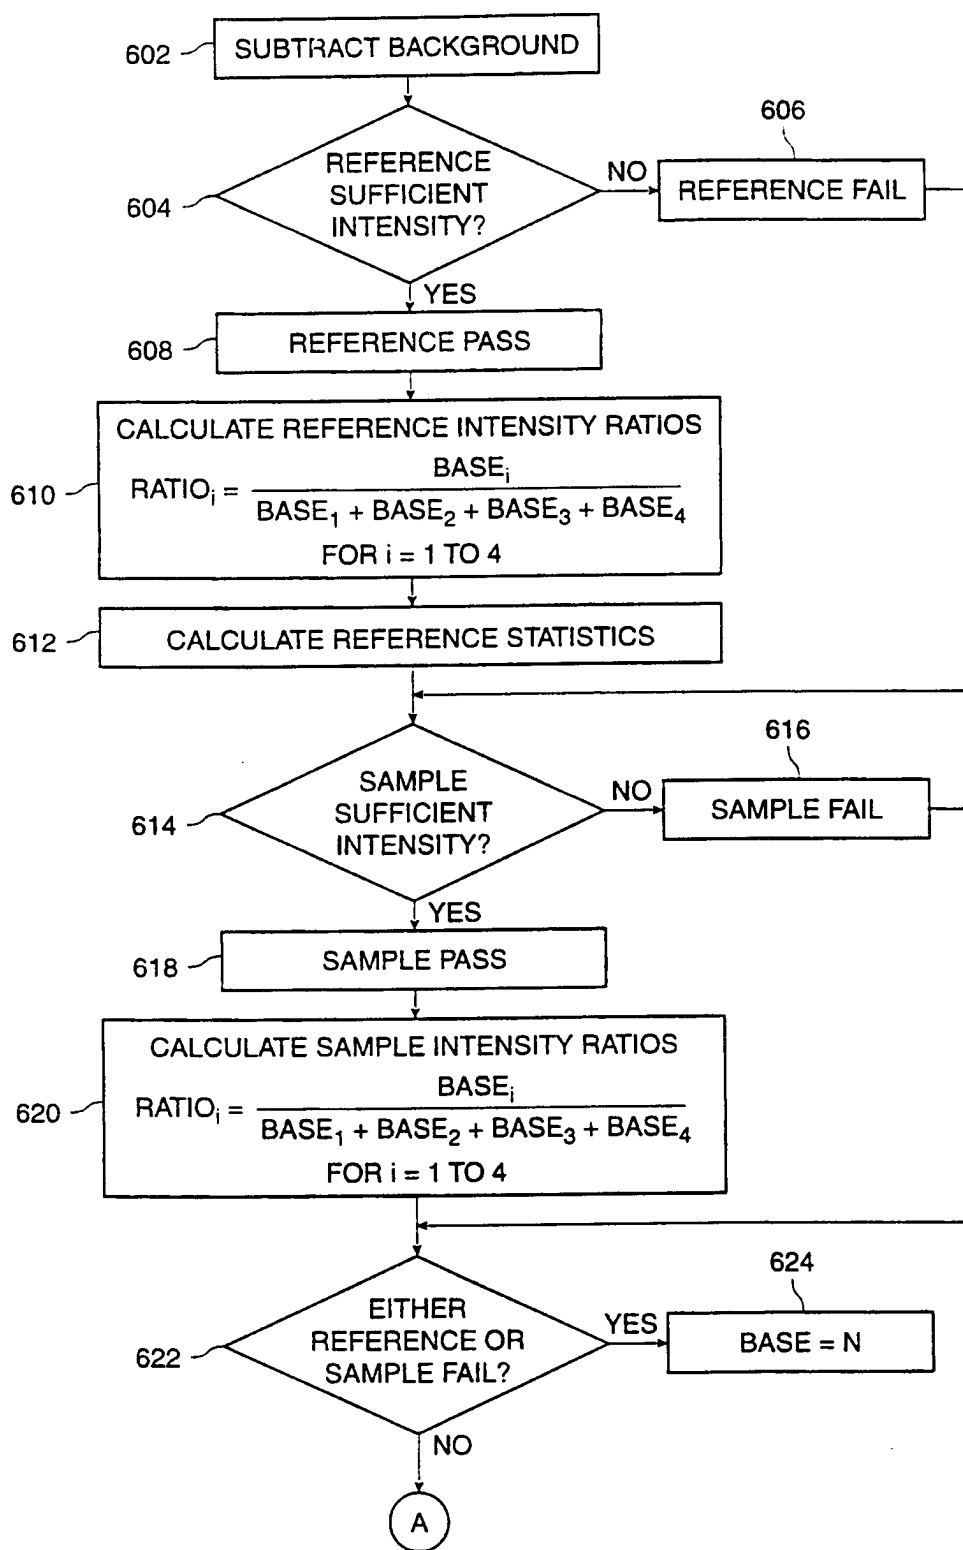 602
SUBTRACT BACKGROUND
604
REFERENCE
SUFFICIENT
INTENSITY?
NO
606
REFERENCE FAIL
YES
608
REFERENCE PASS
610
CALCULATE REFERENCE INTENSITY RATIOS
RATIOi = BASEi
BASE1 + BASE2 + BASE3 + BASE4
FOR i = 1 TO 4
612
CALCULATE REFERENCE STATISTICS
614
SAMPLE
SUFFICIENT
INTENSITY?
NO
616
SAMPLE FAIL
YES
618
SAMPLE PASS
620
CALCULATE SAMPLE INTENSITY RATIOS
RATIOi = BASEi
BASE1 + BASE2 + BASE3 + BASE4
FOR i = 1 TO 4
622
EITHER
REFERENCE OR
SAMPLE FAIL?
YES
624
BASE = N
NO
A